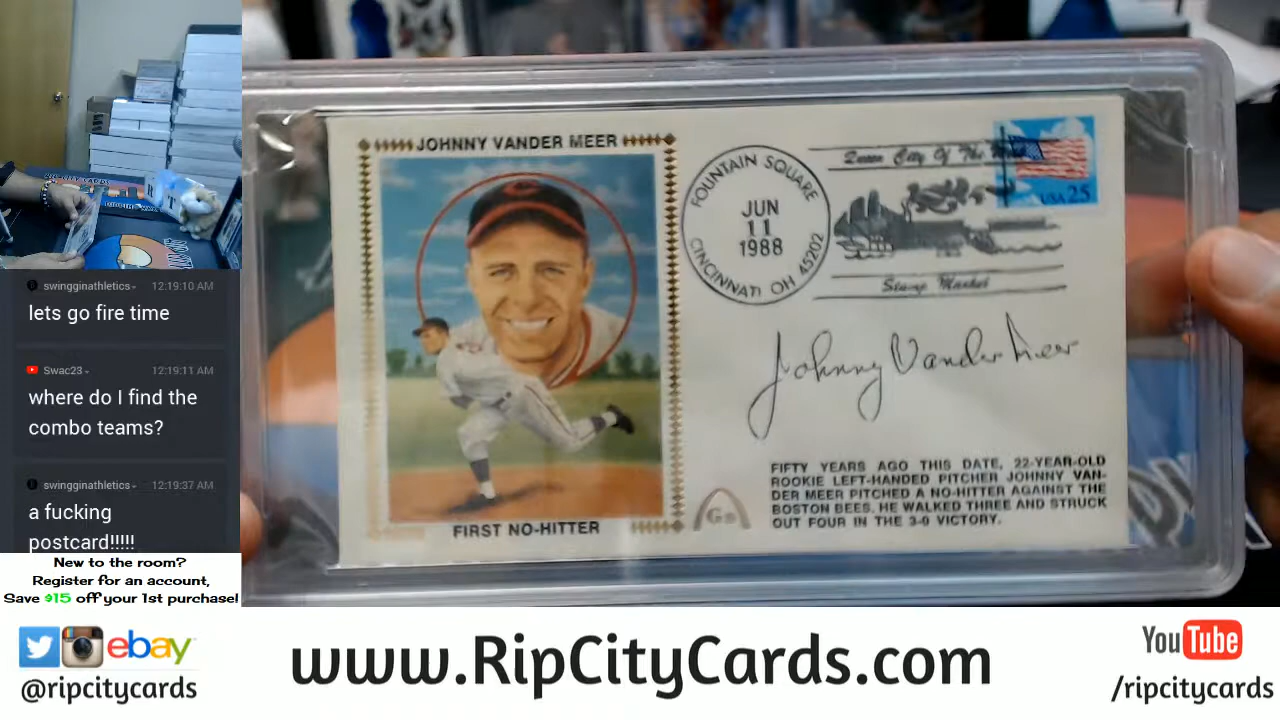 swingginathletics 12:19:10 AM
lets go fire time
Swac23 12:19:11 AM
where do I find the
combo teams?
swingginathletics 12:19:37 AM
a fucking
postcard!!!!!
New to the room?
Register for an account,
Save $15 off your 1st purchase!
JOHNNY VANDER MEER
FIRST NO-HITTER
FOUNTAIN SQUARE
JUN
11
1988
CINCINNATI OH 45202
Queen City Of The
Stamp Market
USA 25
Johnny Vander Meer
FIFTY YEARS AGO THIS DATE, 22-YEAR-OLD
ROOKIE LEFT-HANDED PITCHER JOHNNY VAN-
DER MEER PITCHED A NO-HITTER AGAINST THE
BOSTON BEES. HE WALKED THREE AND STRUCK
OUT FOUR IN THE 3-0 VICTORY.
Gs
ebay
@ripcitycards
www.RipCityCards.com
YouTube
/ripcitycards